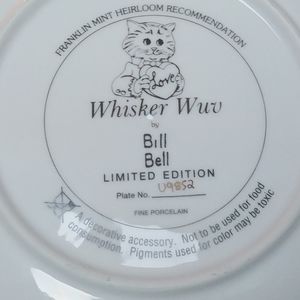 FRANKLIN MINT HEIRLOOM RECOMMENDATION
Love
Whisker Wuv
by
Bill
Bell
LIMITED EDITION
Plate No. U9852
FINE PORCELAIN
A decorative accessory. Not to be used for food
consumption. Pigments used for color may be toxic